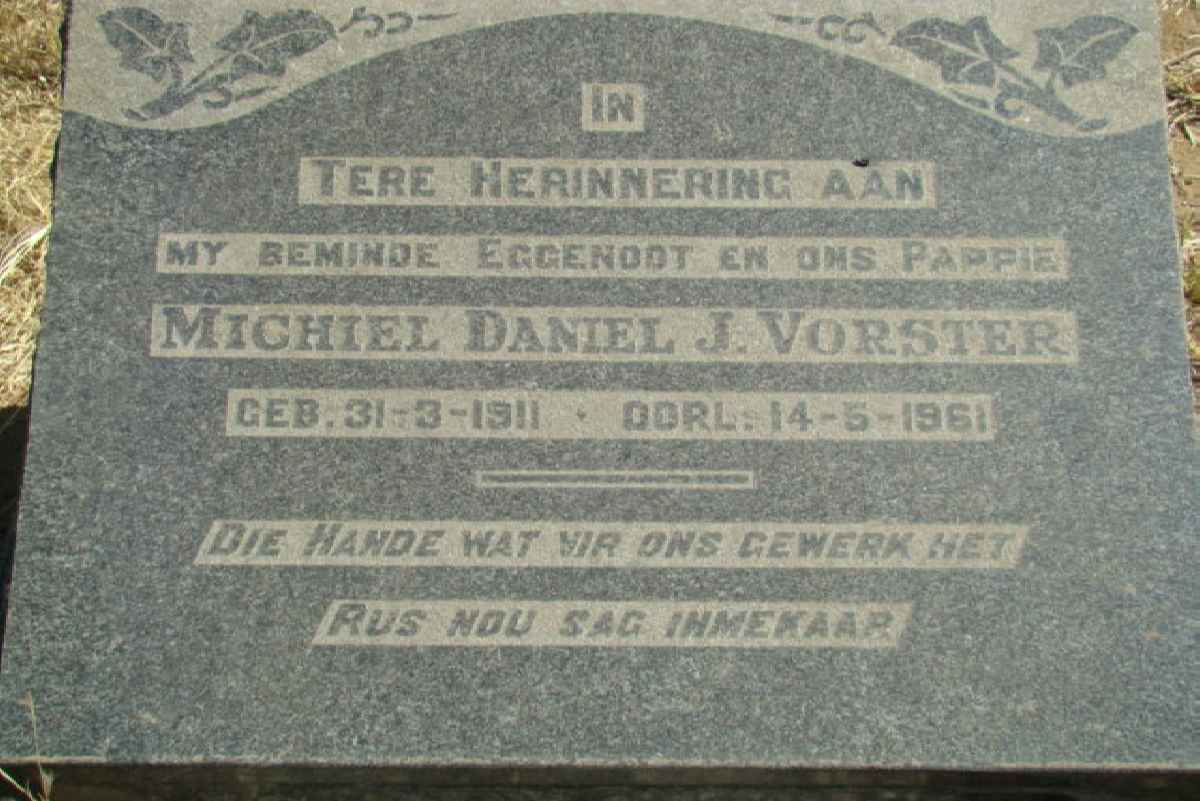 IN
TERE HERINNERING AAN
MY BEMINDE EGGENOOT EN ONS PAPPIE
MICHIEL DANIEL J. VORSTER
GEB. 31-3-1911 · OORL: 14-5-1961
DIE HANDE WAT VIR ONS GEWERK HET
RUS NOU SAG INMEKAAR